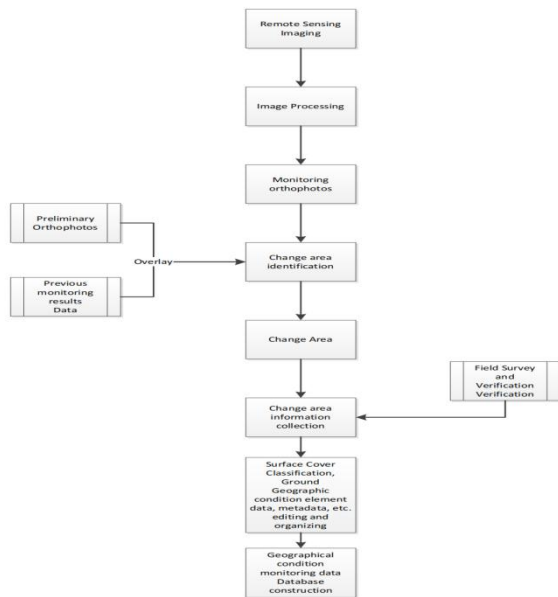 Remote Sensing
Imaging
Image Processing
Monitoring
orthophotos
Preliminary
Orthophotos
Overlay
Previous
monitoring
results
Data
Change area
identification
Change Area
Field Survey
and
Verification
Verification
Change area
information
collection
Surface Cover
Classification,
Ground
Geographic
condition element
data, metadata, etc.
editing and
organizing
Geographical
condition
monitoring data
Database
construction